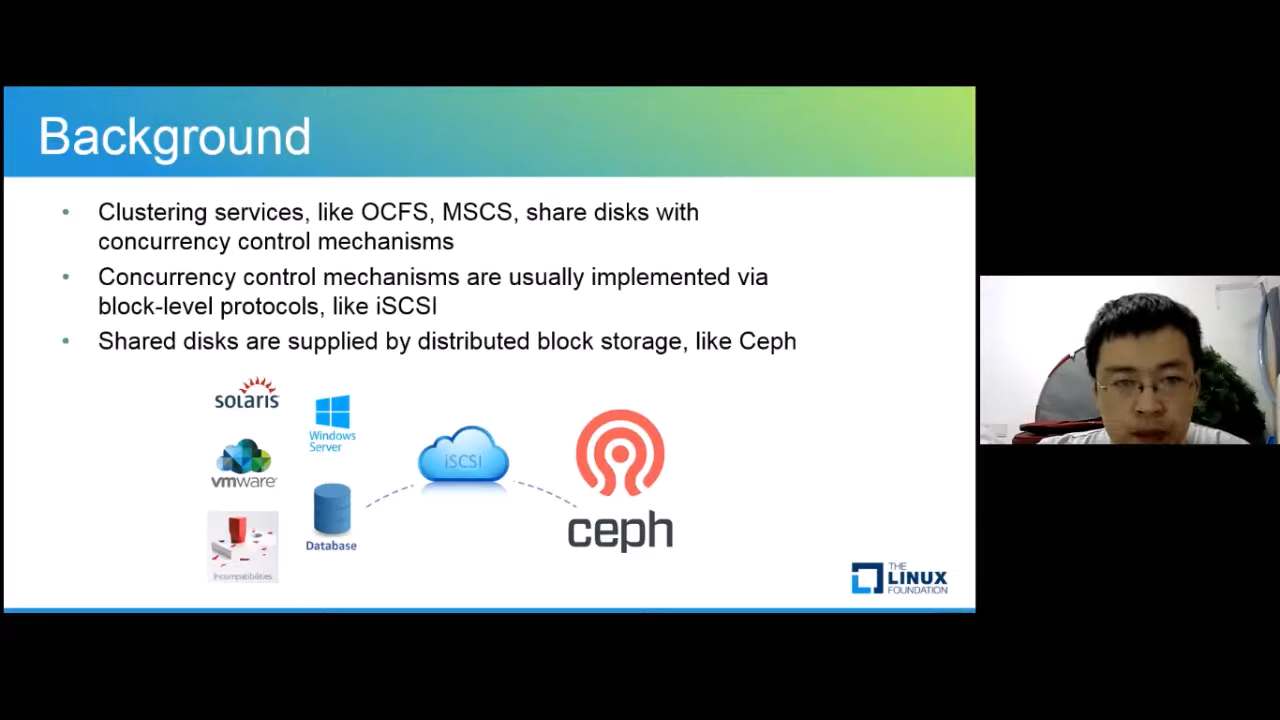 Background
• Clustering services, like OCFS, MSCS, share disks with
concurrency control mechanisms
• Concurrency control mechanisms are usually implemented via
block-level protocols, like iSCSI
• Shared disks are supplied by distributed block storage, like Ceph
solaris
Windows
Server
vmware
iSCSI
Database
Incompatibilities
ceph
THE
LINUX
FOUNDATION